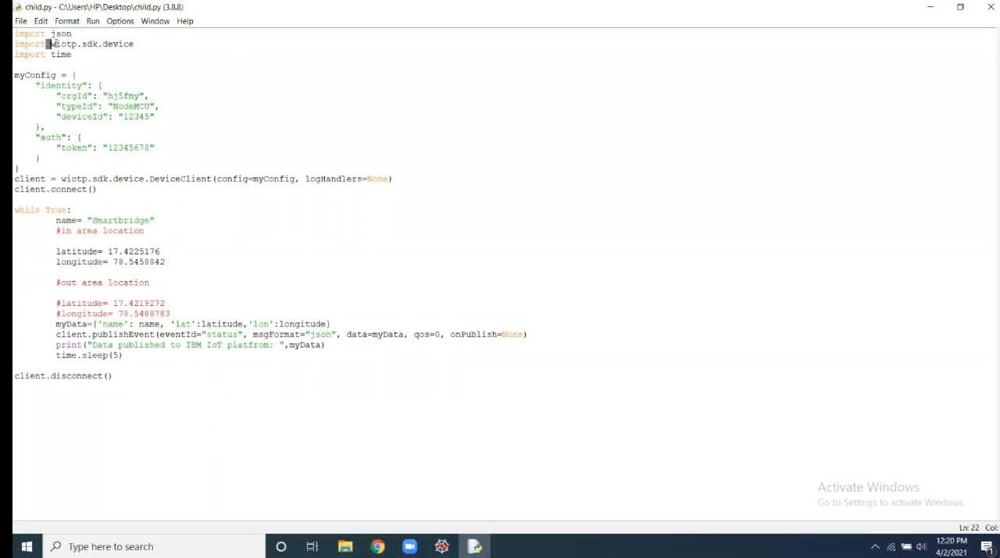 child.py - C:\Users\HP\Desktop\child.py (3.8.8)
File Edit Format Run Options Window Help
import json
import wiotp.sdk.device
import time
myConfig = {
"identity": {
"orgId": "hj5fmy",
"typeId": "NodeMCU",
"deviceId": "12345"
},
"auth": {
"token": "12345678"
}
}
client = wiotp.sdk.device.DeviceClient(config=myConfig, logHandlers=None)
client.connect()
while True:
name= "Smartbridge"
#in area location
latitude= 17.4225176
longitude= 78.5458842
#out area location
#latitude= 17.4219272
#longitude= 78.5488783
myData={'name': name, 'lat':latitude,'lon':longitude}
client.publishEvent(eventId="status", msgFormat="json", data=myData, qos=0, onPublish=None)
print("Data published to IBM IoT platfrom: ",myData)
time.sleep(5)
client.disconnect()
Activate Windows
Go to Settings to activate Windows.
Ln: 22 Col:
Type here to search
12:20 PM
4/2/2021
1